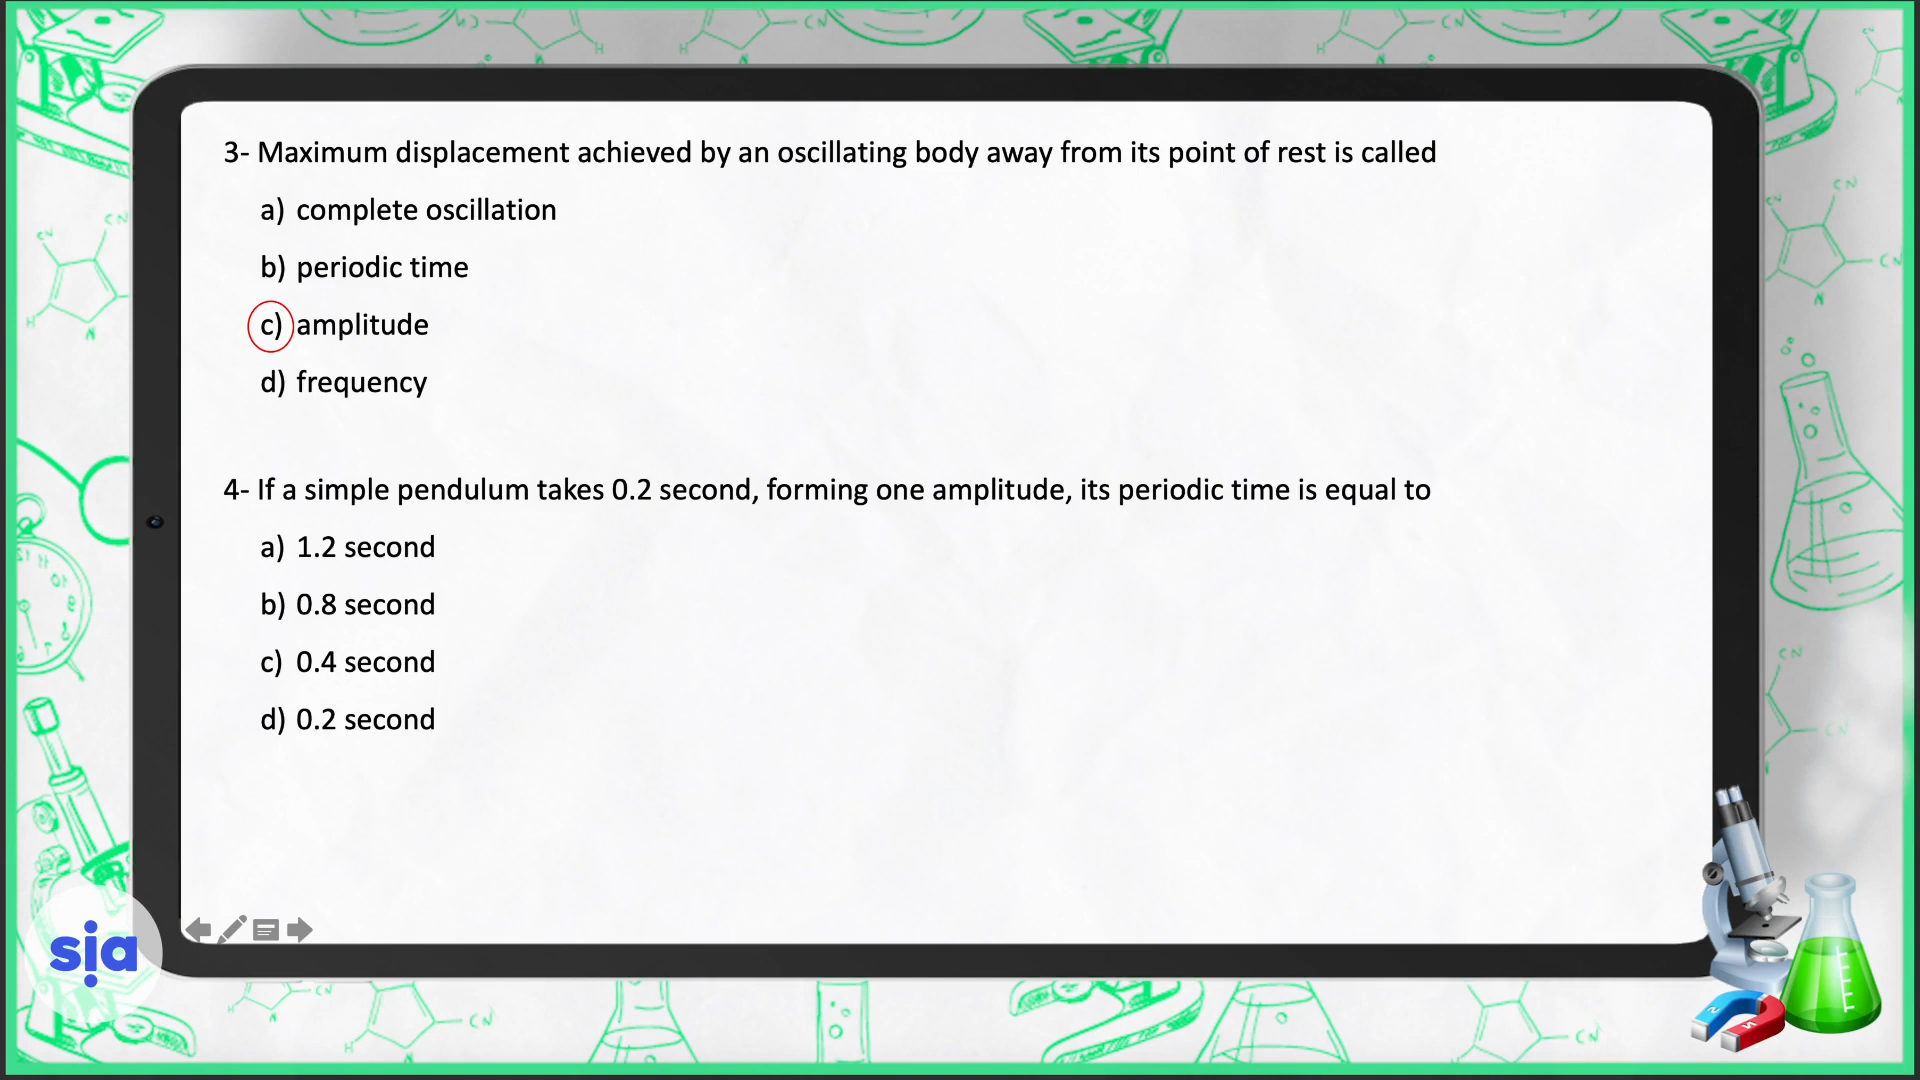 3- Maximum displacement achieved by an oscillating body away from its point of rest is called
a) complete oscillation
b) periodic time
c) amplitude
d) frequency
4- If a simple pendulum takes 0.2 second, forming one amplitude, its periodic time is equal to
a) 1.2 second
b) 0.8 second
c) 0.4 second
d) 0.2 second
sia